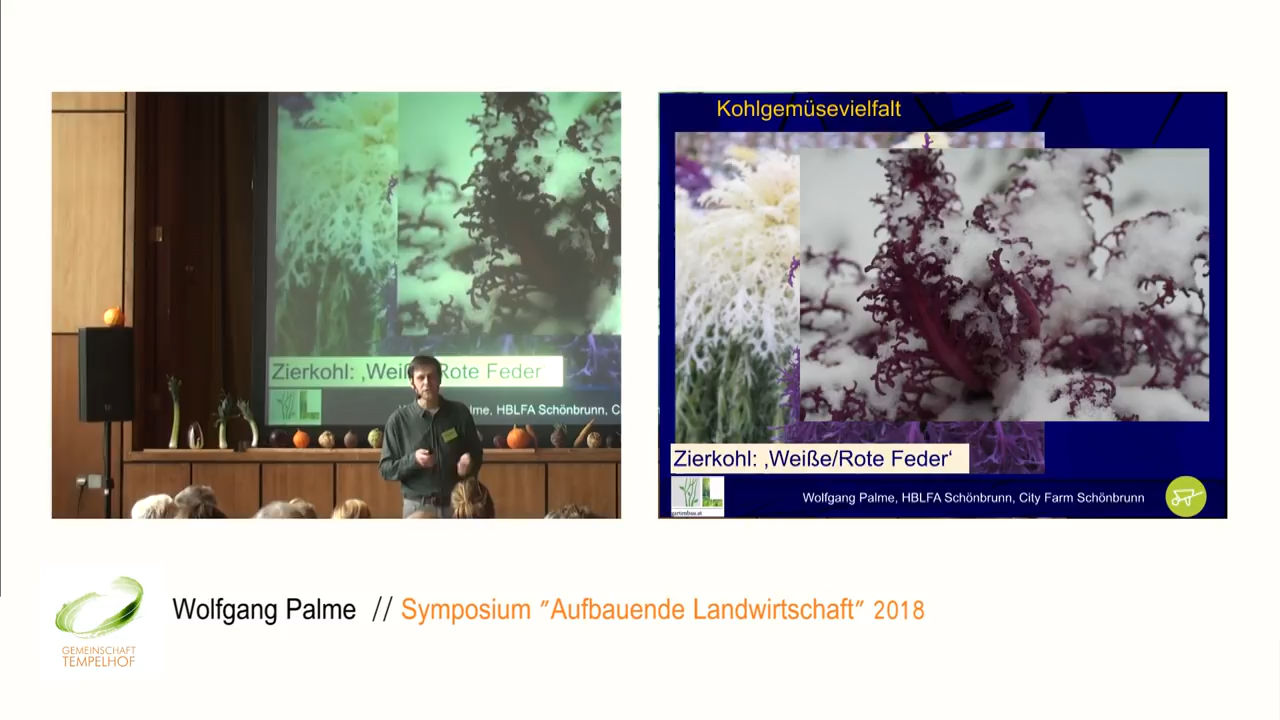 Zierkohl: ‚Weiß Rote Feder
lme, HBLFA Schönbrunn, C
Kohlgemüsevielfalt
Zierkohl: ‚Weiße/Rote Feder‘
gartenbau.at
Wolfgang Palme, HBLFA Schönbrunn, City Farm Schönbrunn
GEMEINSCHAFT
TEMPELHOF
Wolfgang Palme // Symposium "Aufbauende Landwirtschaft" 2018